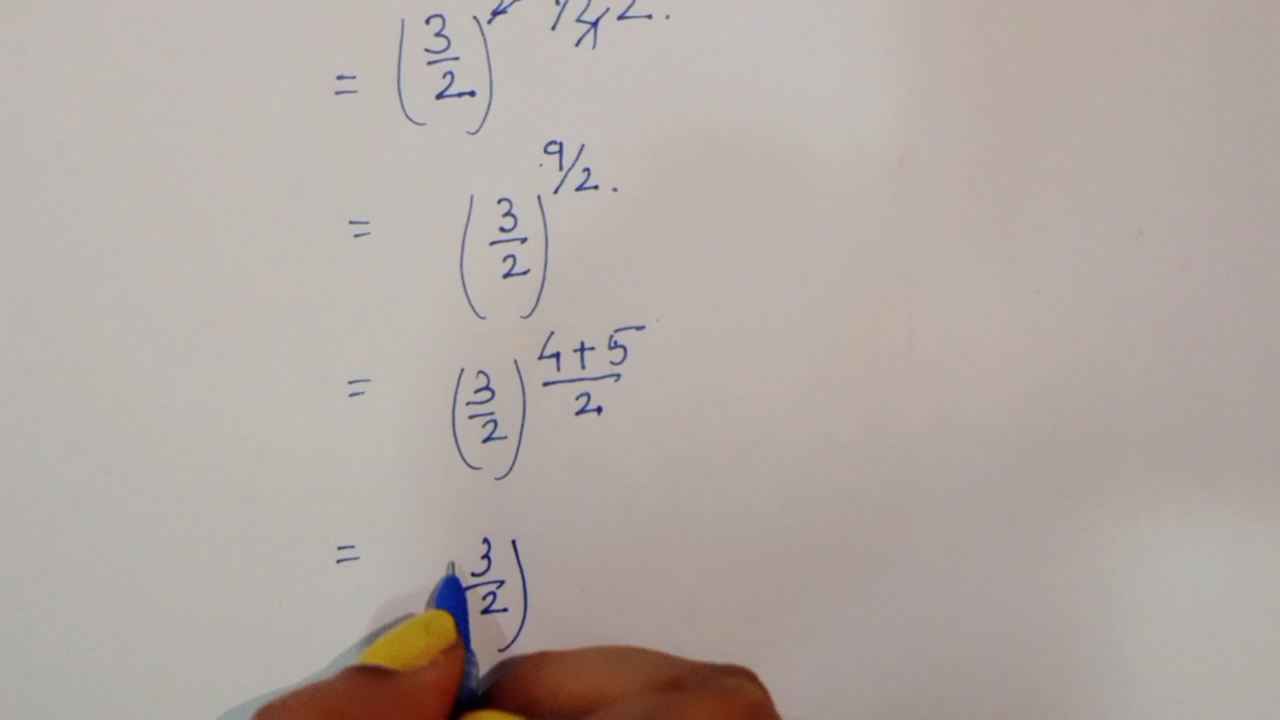 = (3/2)
= (3/2)^9/2.
= (3/2)^(4+5)/2
= 3/2)